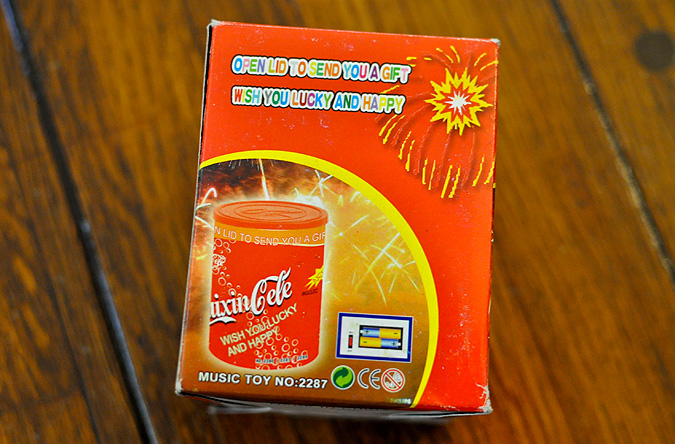 OPEN LID TO SEND YOU A GIFT
WISH YOU LUCKY AND HAPPY
N LID TO SEND YOU A GIF
ixinCele
WISH YOU LUCKY
AND HAPPY
MUSIC TOY NO:2287
CE